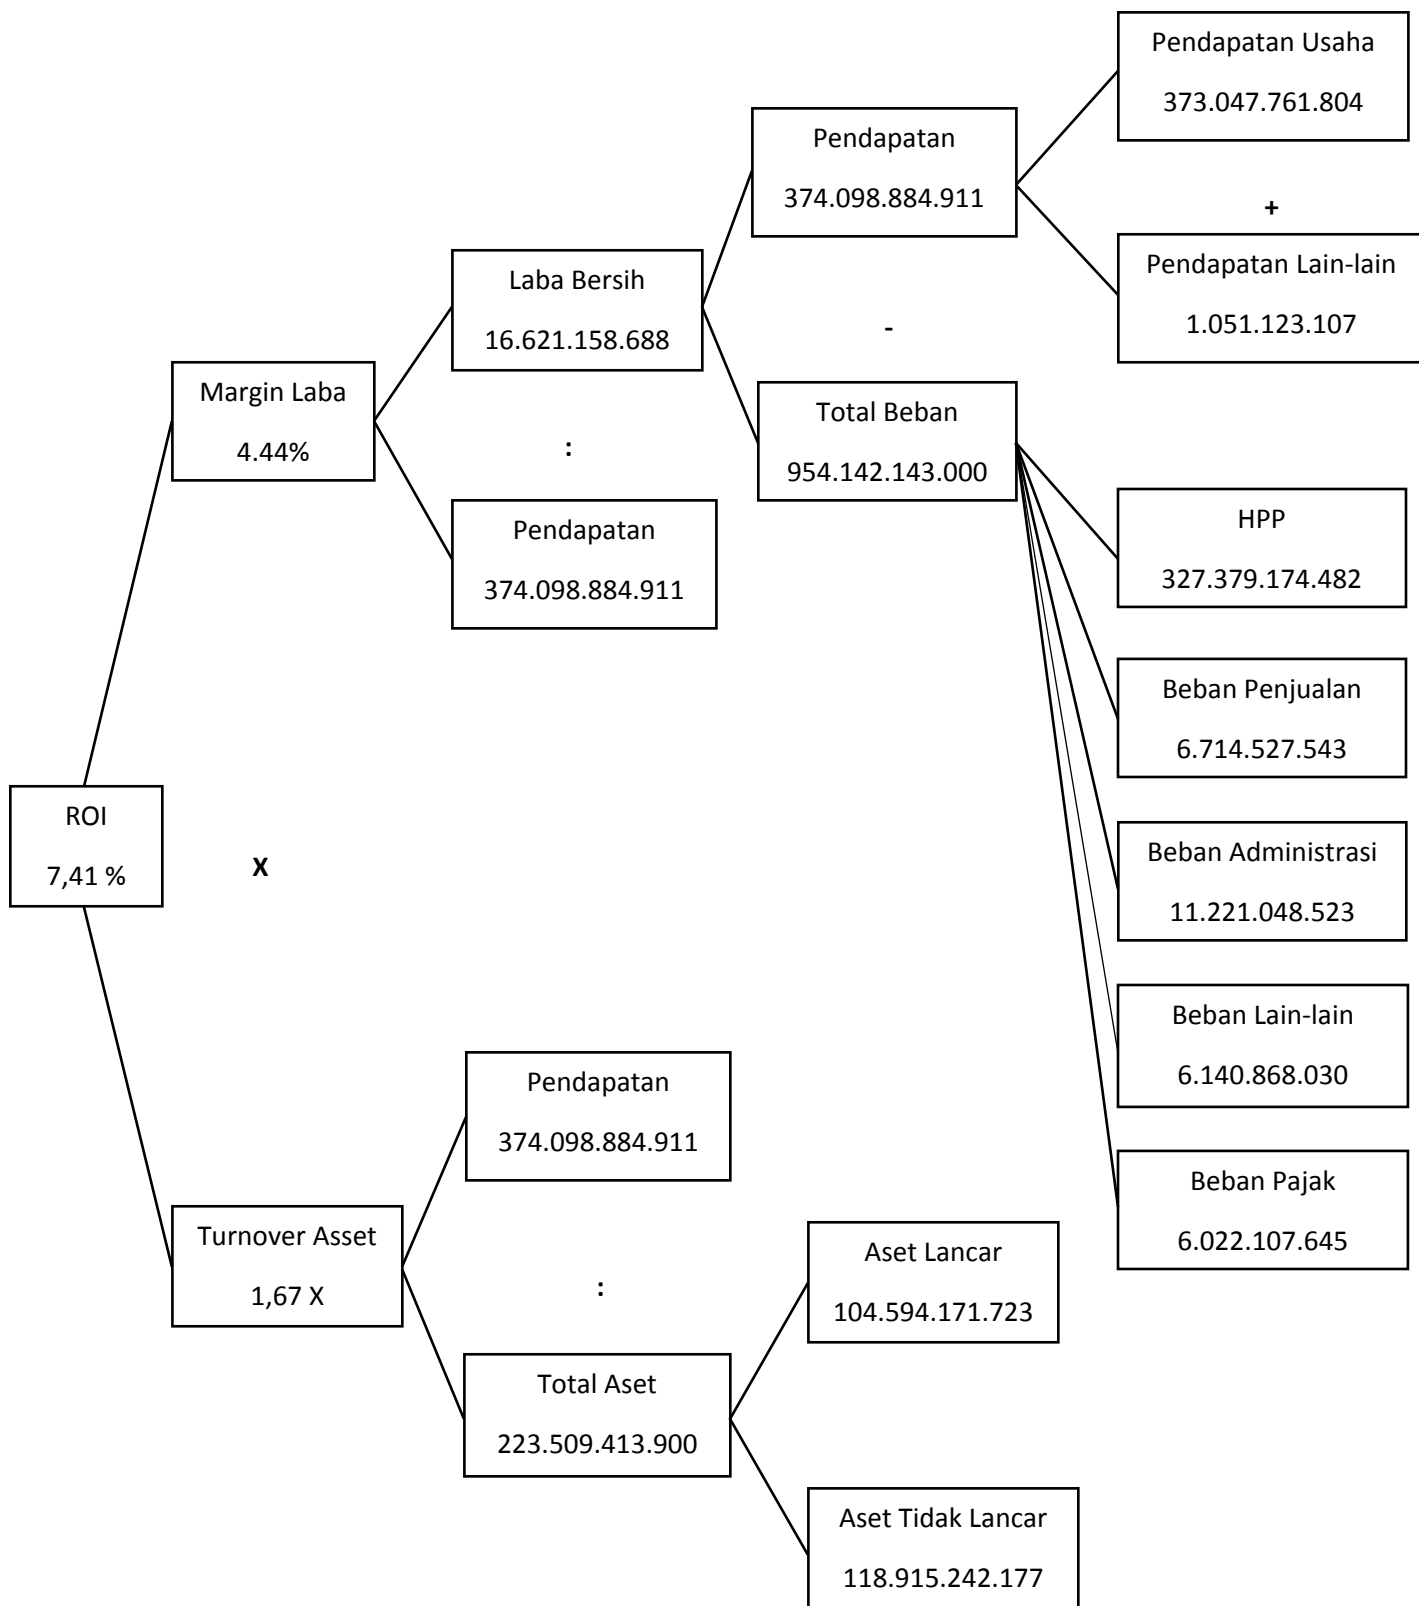 Pendapatan Usaha
373.047.761.804
Pendapatan
374.098.884.911
+
Pendapatan Lain-lain
1.051.123.107
Laba Bersih
16.621.158.688
-
Margin Laba
4.44%
:
Total Beban
954.142.143.000
Pendapatan
374.098.884.911
HPP
327.379.174.482
Beban Penjualan
6.714.527.543
ROI
7,41 %
X
Beban Administrasi
11.221.048.523
Beban Lain-lain
6.140.868.030
Pendapatan
374.098.884.911
Beban Pajak
6.022.107.645
Turnover Asset
1,67 X
:
Aset Lancar
104.594.171.723
Total Aset
223.509.413.900
Aset Tidak Lancar
118.915.242.177